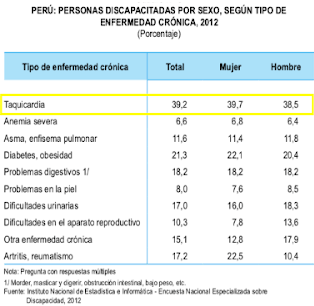 PERÚ: PERSONAS DISCAPACITADAS POR SEXO, SEGÚN TIPO DE
ENFERMEDAD CRÓNICA, 2012
(Porcentaje)
Tipo de enfermedad crónica Total Mujer Hombre
Taquicardia 39,2 39,7 38,5
Anemia severa 6,6 6,8 6,4
Asma, enfisema pulmonar 11,6 11,4 11,8
Diabetes, obesidad 21,3 22,1 20,4
Problemas digestivos 1/ 18,2 18,2 18,2
Problemas en la piel 8,0 7,6 8,5
Dificultades urinarias 17,0 16,0 18,3
Dificultades en el aparato reproductivo 10,3 7,8 13,6
Otra enfermedad crónica 15,1 12,8 17,9
Artritis, reumatismo 17,2 22,5 10,4
Nota: Pregunta con respuestas múltiples
1/ Morder, masticar y digerir, obstrucción intestinal, bajo peso, etc.
Fuente: Instituto Nacional de Estadística e Informática - Encuesta Nacional Especializada sobre
Discapacidad, 2012